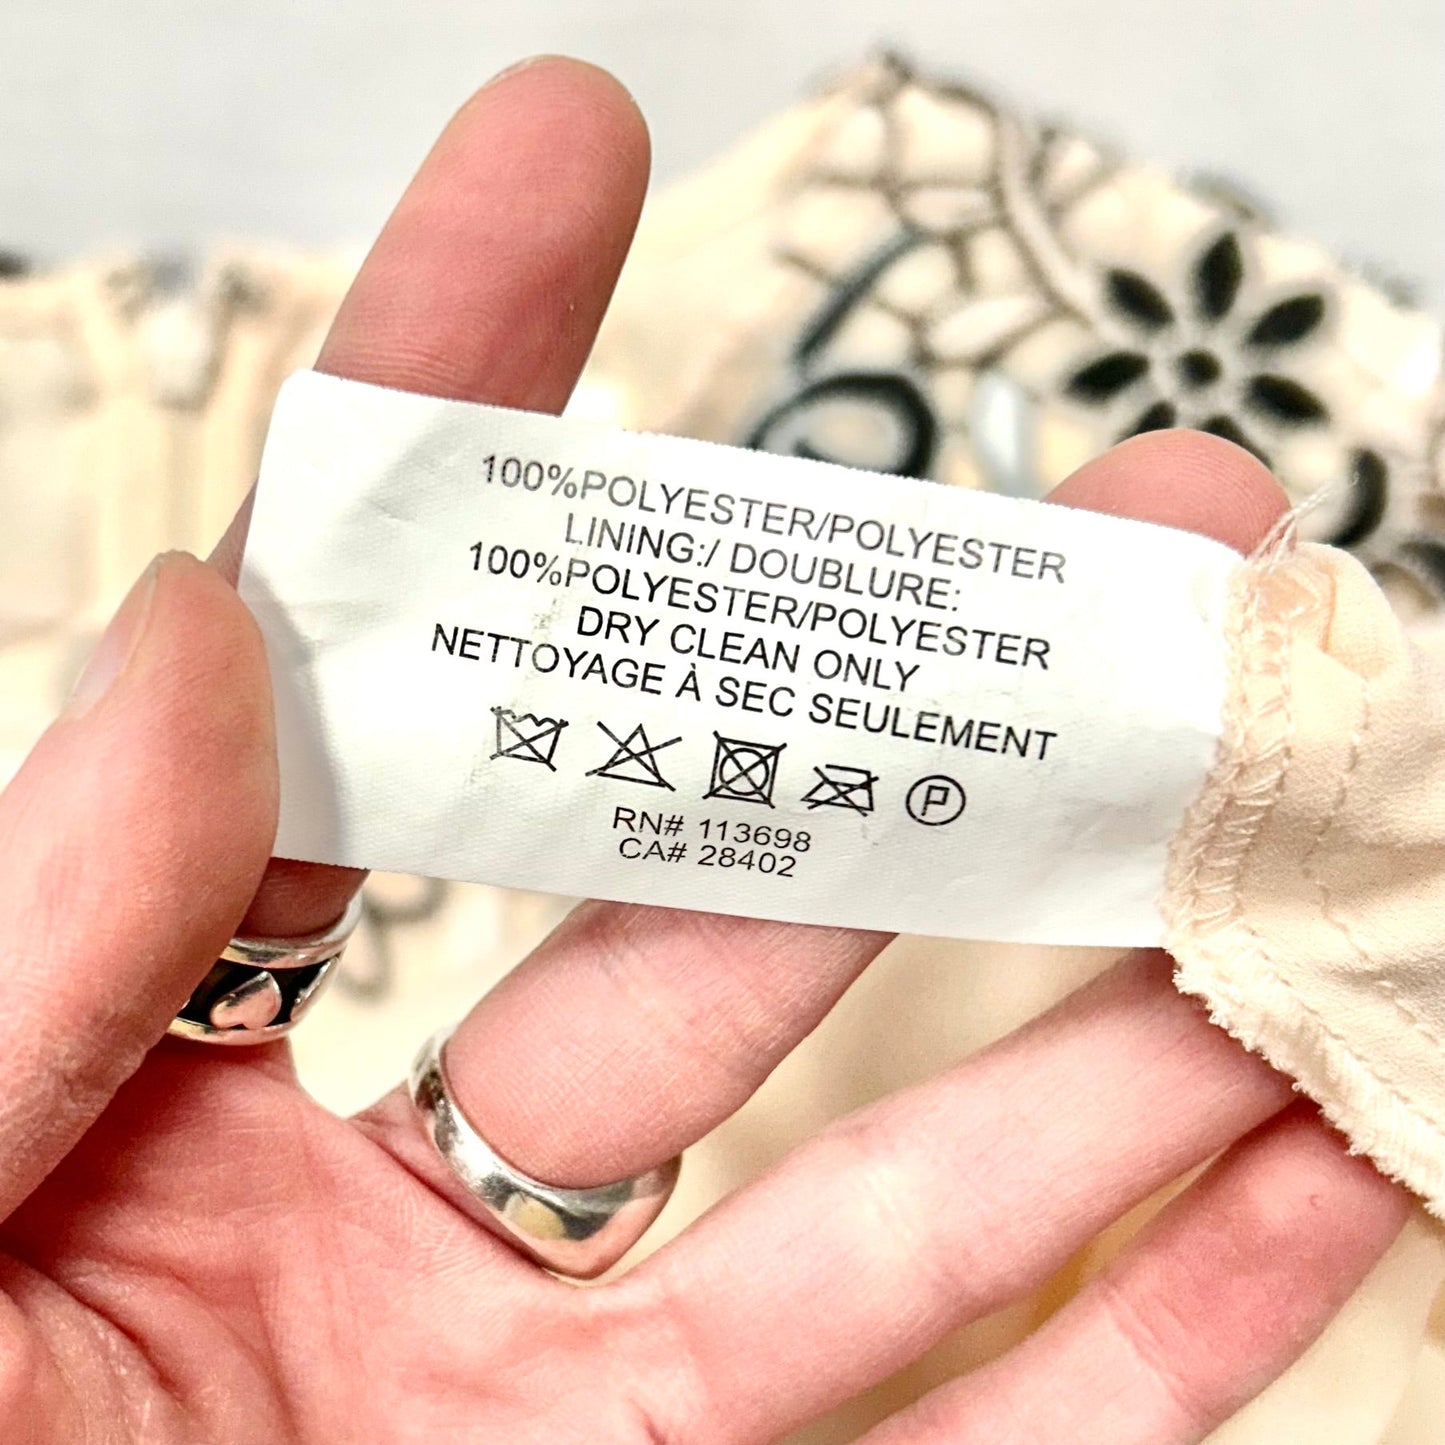 100%POLYESTER/POLYESTER
LINING:/ DOUBLURE:
100%POLYESTER/POLYESTER
DRY CLEAN ONLY
NETTOYAGE À SEC SEULEMENT
P
RN# 113698
CA# 28402